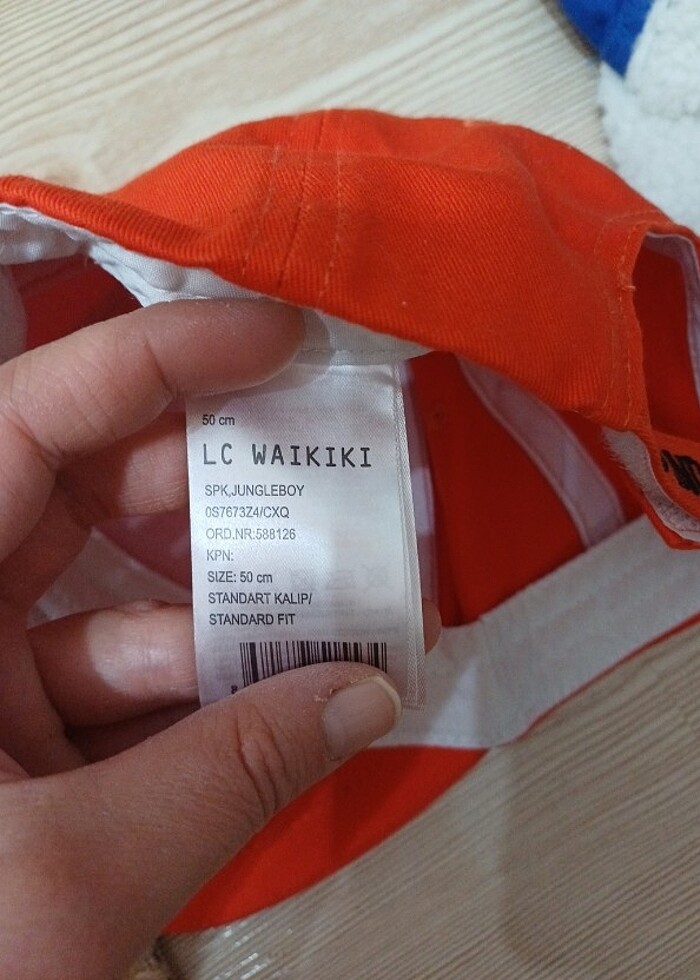 50 cm
LC WAIKIKI
SPK,JUNGLEBOY
0S7673Z4/CXQ
ORD.NR:588126
KPN:
SIZE: 50 cm
STANDART KALIP/
STANDARD FIT